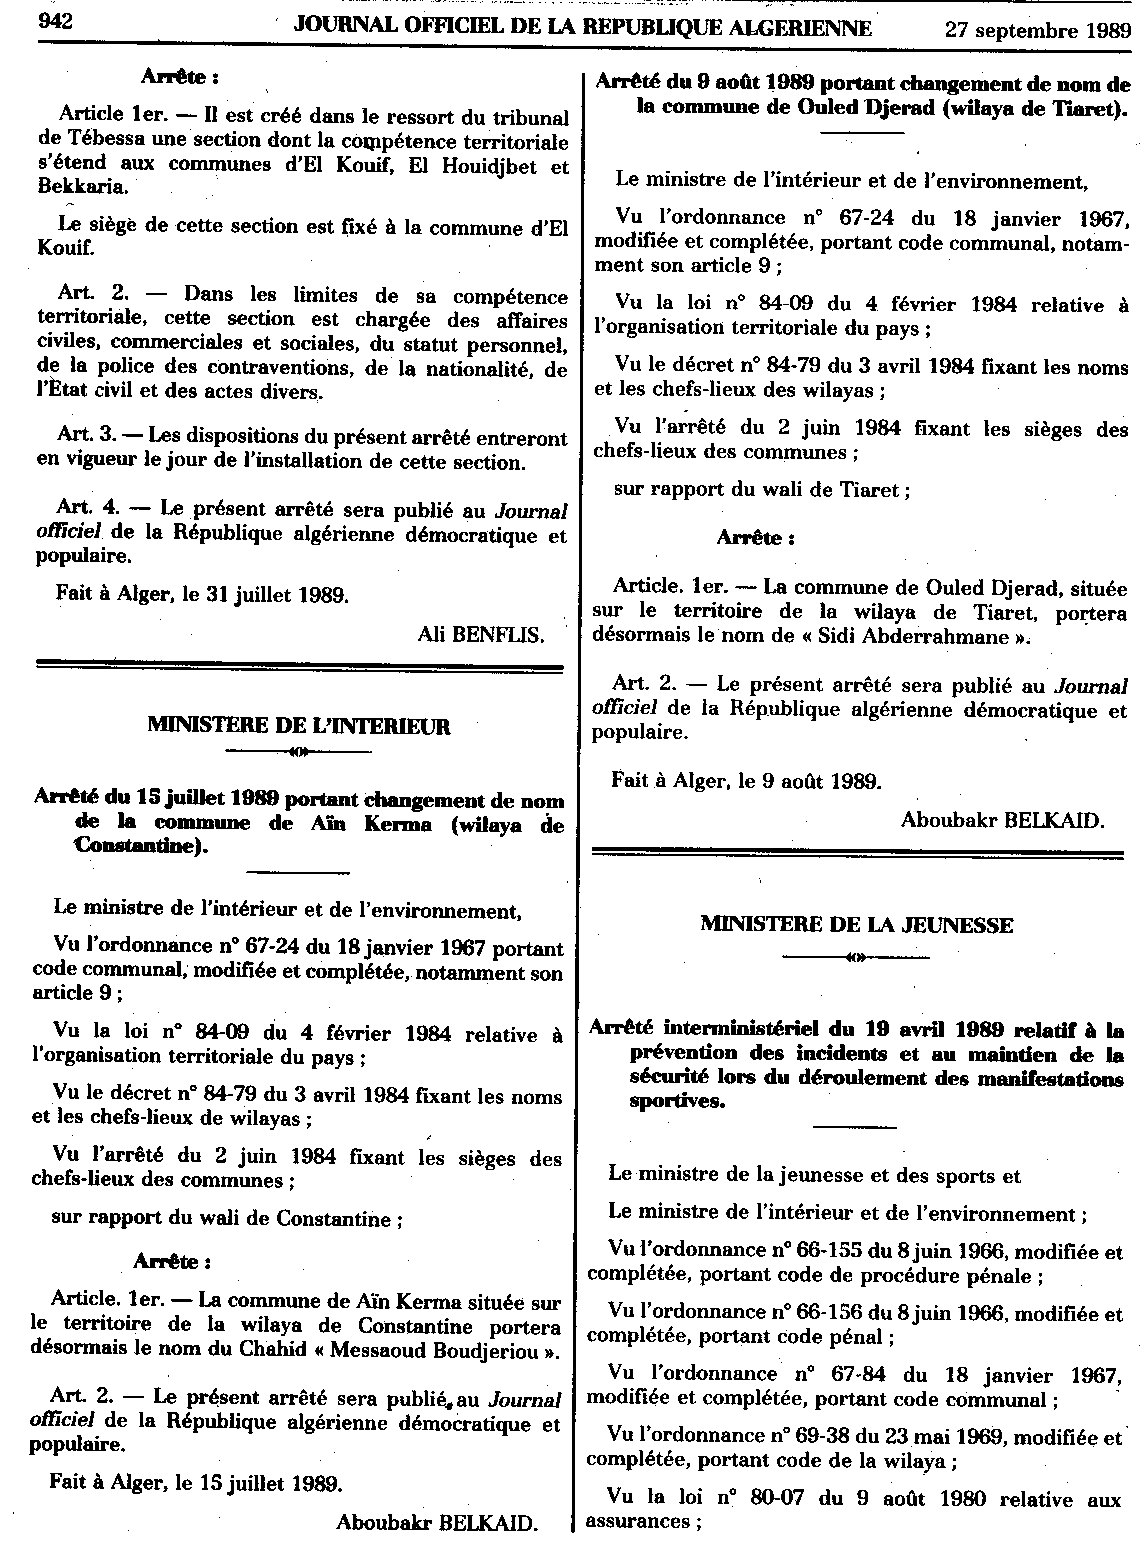 942
JOURNAL OFFICIEL DE LA REPUBLIQUE ALGERIENNE
27 septembre 1989
Arrête :
Article 1er. — Il est créé dans le ressort du tribunal
de Tébessa une section dont la compétence territoriale
s'étend aux communes d'El Kouif, El Houidjbet et
Bekkaria.
Le siège de cette section est fixé à la commune d'El
Kouif.
Art. 2. — Dans les limites de sa compétence
territoriale, cette section est chargée des affaires
civiles, commerciales et sociales, du statut personnel,
de la police des contraventions, de la nationalité, de
l'Etat civil et des actes divers.
Art. 3. — Les dispositions du présent arrêté entreront
en vigueur le jour de l'installation de cette section.
Art. 4. — Le présent arrêté sera publié au Journal
officiel de la République algérienne démocratique et
populaire.
Fait à Alger, le 31 juillet 1989.
Ali BENFLIS.
MINISTERE DE L'INTERIEUR
Arrêté du 15 juillet 1989 portant changement de nom
de la commune de Aïn Kerma (wilaya de
Constantine).
Le ministre de l'intérieur et de l'environnement,
Vu l'ordonnance n° 67-24 du 18 janvier 1967 portant
code communal, modifiée et complétée, notamment son
article 9 ;
Vu la loi n° 84-09 du 4 février 1984 relative à
l'organisation territoriale du pays ;
Vu le décret n° 84-79 du 3 avril 1984 fixant les noms
et les chefs-lieux de wilayas ;
Vu l'arrêté du 2 juin 1984 fixant les sièges des
chefs-lieux des communes ;
sur rapport du wali de Constantine ;
Arrête :
Article. 1er. — La commune de Aïn Kerma située sur
le territoire de la wilaya de Constantine portera
désormais le nom du Chahid « Messaoud Boudjeriou ».
Art. 2. — Le présent arrêté sera publié au Journal
officiel de la République algérienne démocratique et
populaire.
Fait à Alger, le 15 juillet 1989.
Aboubakr BELKAID.
Arrêté du 9 août 1989 portant changement de nom de
la commune de Ouled Djerad (wilaya de Tiaret).
Le ministre de l'intérieur et de l'environnement,
Vu l'ordonnance n° 67-24 du 18 janvier 1967,
modifiée et complétée, portant code communal, notam-
ment son article 9 ;
Vu la loi n° 84-09 du 4 février 1984 relative à
l'organisation territoriale du pays ;
Vu le décret n° 84-79 du 3 avril 1984 fixant les noms
et les chefs-lieux des wilayas ;
Vu l'arrêté du 2 juin 1984 fixant les sièges des
chefs-lieux des communes ;
sur rapport du wali de Tiaret ;
Arrête :
Article. 1er. — La commune de Ouled Djerad, située
sur le territoire de la wilaya de Tiaret, portera
désormais le nom de « Sidi Abderrahmane ».
Art. 2. — Le présent arrêté sera publié au Journal
officiel de la République algérienne démocratique et
populaire.
Fait à Alger, le 9 août 1989.
Aboubakr BELKAID.
MINISTERE DE LA JEUNESSE
Arrêté interministériel du 19 avril 1989 relatif à la
prévention des incidents et au maintien de la
sécurité lors du déroulement des manifestations
sportives.
Le ministre de la jeunesse et des sports et
Le ministre de l'intérieur et de l'environnement ;
Vu l'ordonnance n° 66-155 du 8 juin 1966, modifiée et
complétée, portant code de procédure pénale ;
Vu l'ordonnance n° 66-156 du 8 juin 1966, modifiée et
complétée, portant code pénal ;
Vu l'ordonnance n° 67-84 du 18 janvier 1967,
modifiée et complétée, portant code communal ;
Vu l'ordonnance n° 69-38 du 23 mai 1969, modifiée et
complétée, portant code de la wilaya ;
Vu la loi n° 80-07 du 9 août 1980 relative aux
assurances ;